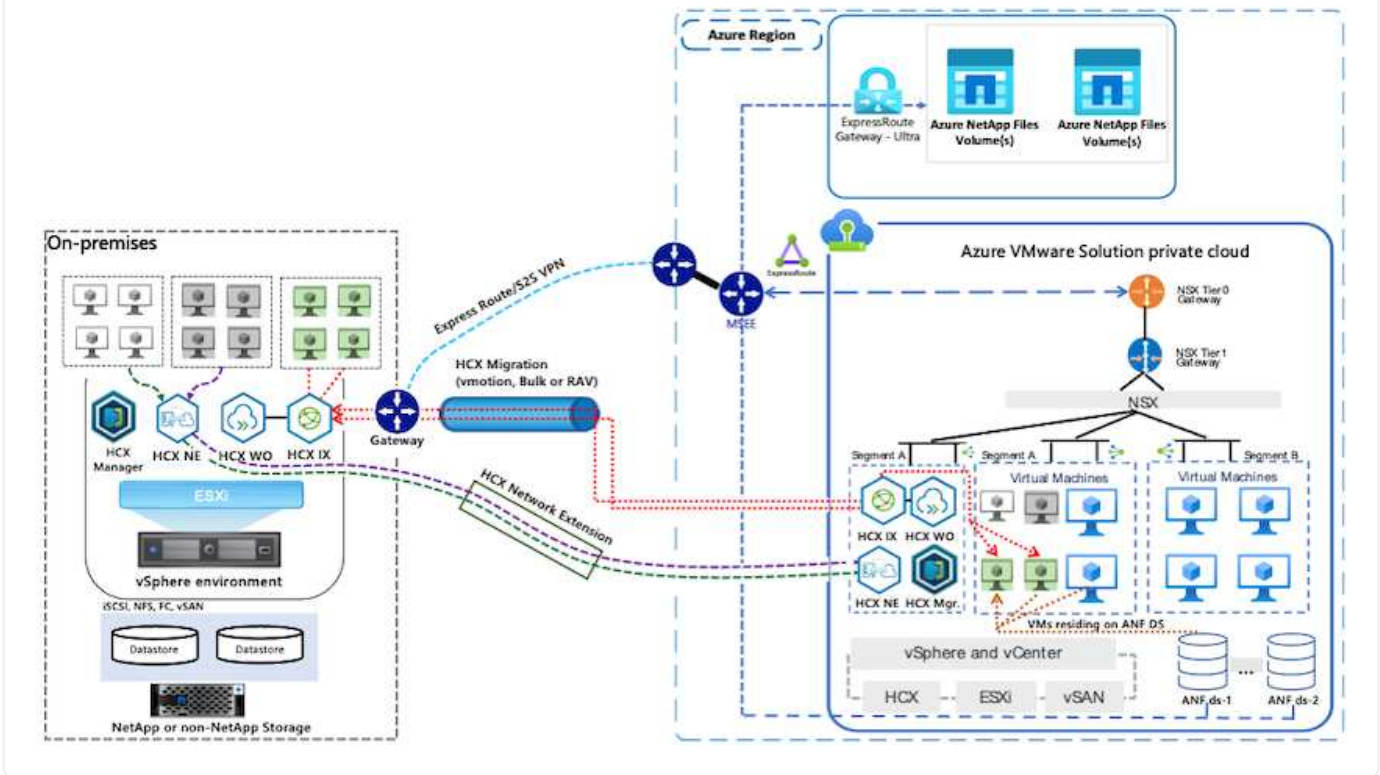 Azure Region
ExpressRoute
Gateway - Ultra
Azure NetApp Files
Volume(s)
Azure NetApp Files
Volume(s)
On-premises
Express Route/S2S VPN
ExpressRoute
MSEE
Azure VMware Solution private cloud
NSX Tier0
Gateway
NSX Tier1
Gateway
NSX
HCX Migration
(vmotion, Bulk or RAV)
Gateway
HCX
Manager
HCX NE
HCX WO
HCX IX
ESXi
vSphere environment
iSCSI, NFS, FC, vSAN
Datastore
Datastore
NetApp or non-NetApp Storage
HCX Network Extension
Segment A
Segment A
Segment B
Virtual Machines
Virtual Machines
HCX IX
HCX WO
HCX NE
HCX Mgr.
VMs residing on ANF DS
vSphere and vCenter
HCX
ESXi
vSAN
...
ANF ds-1
ANF ds-2